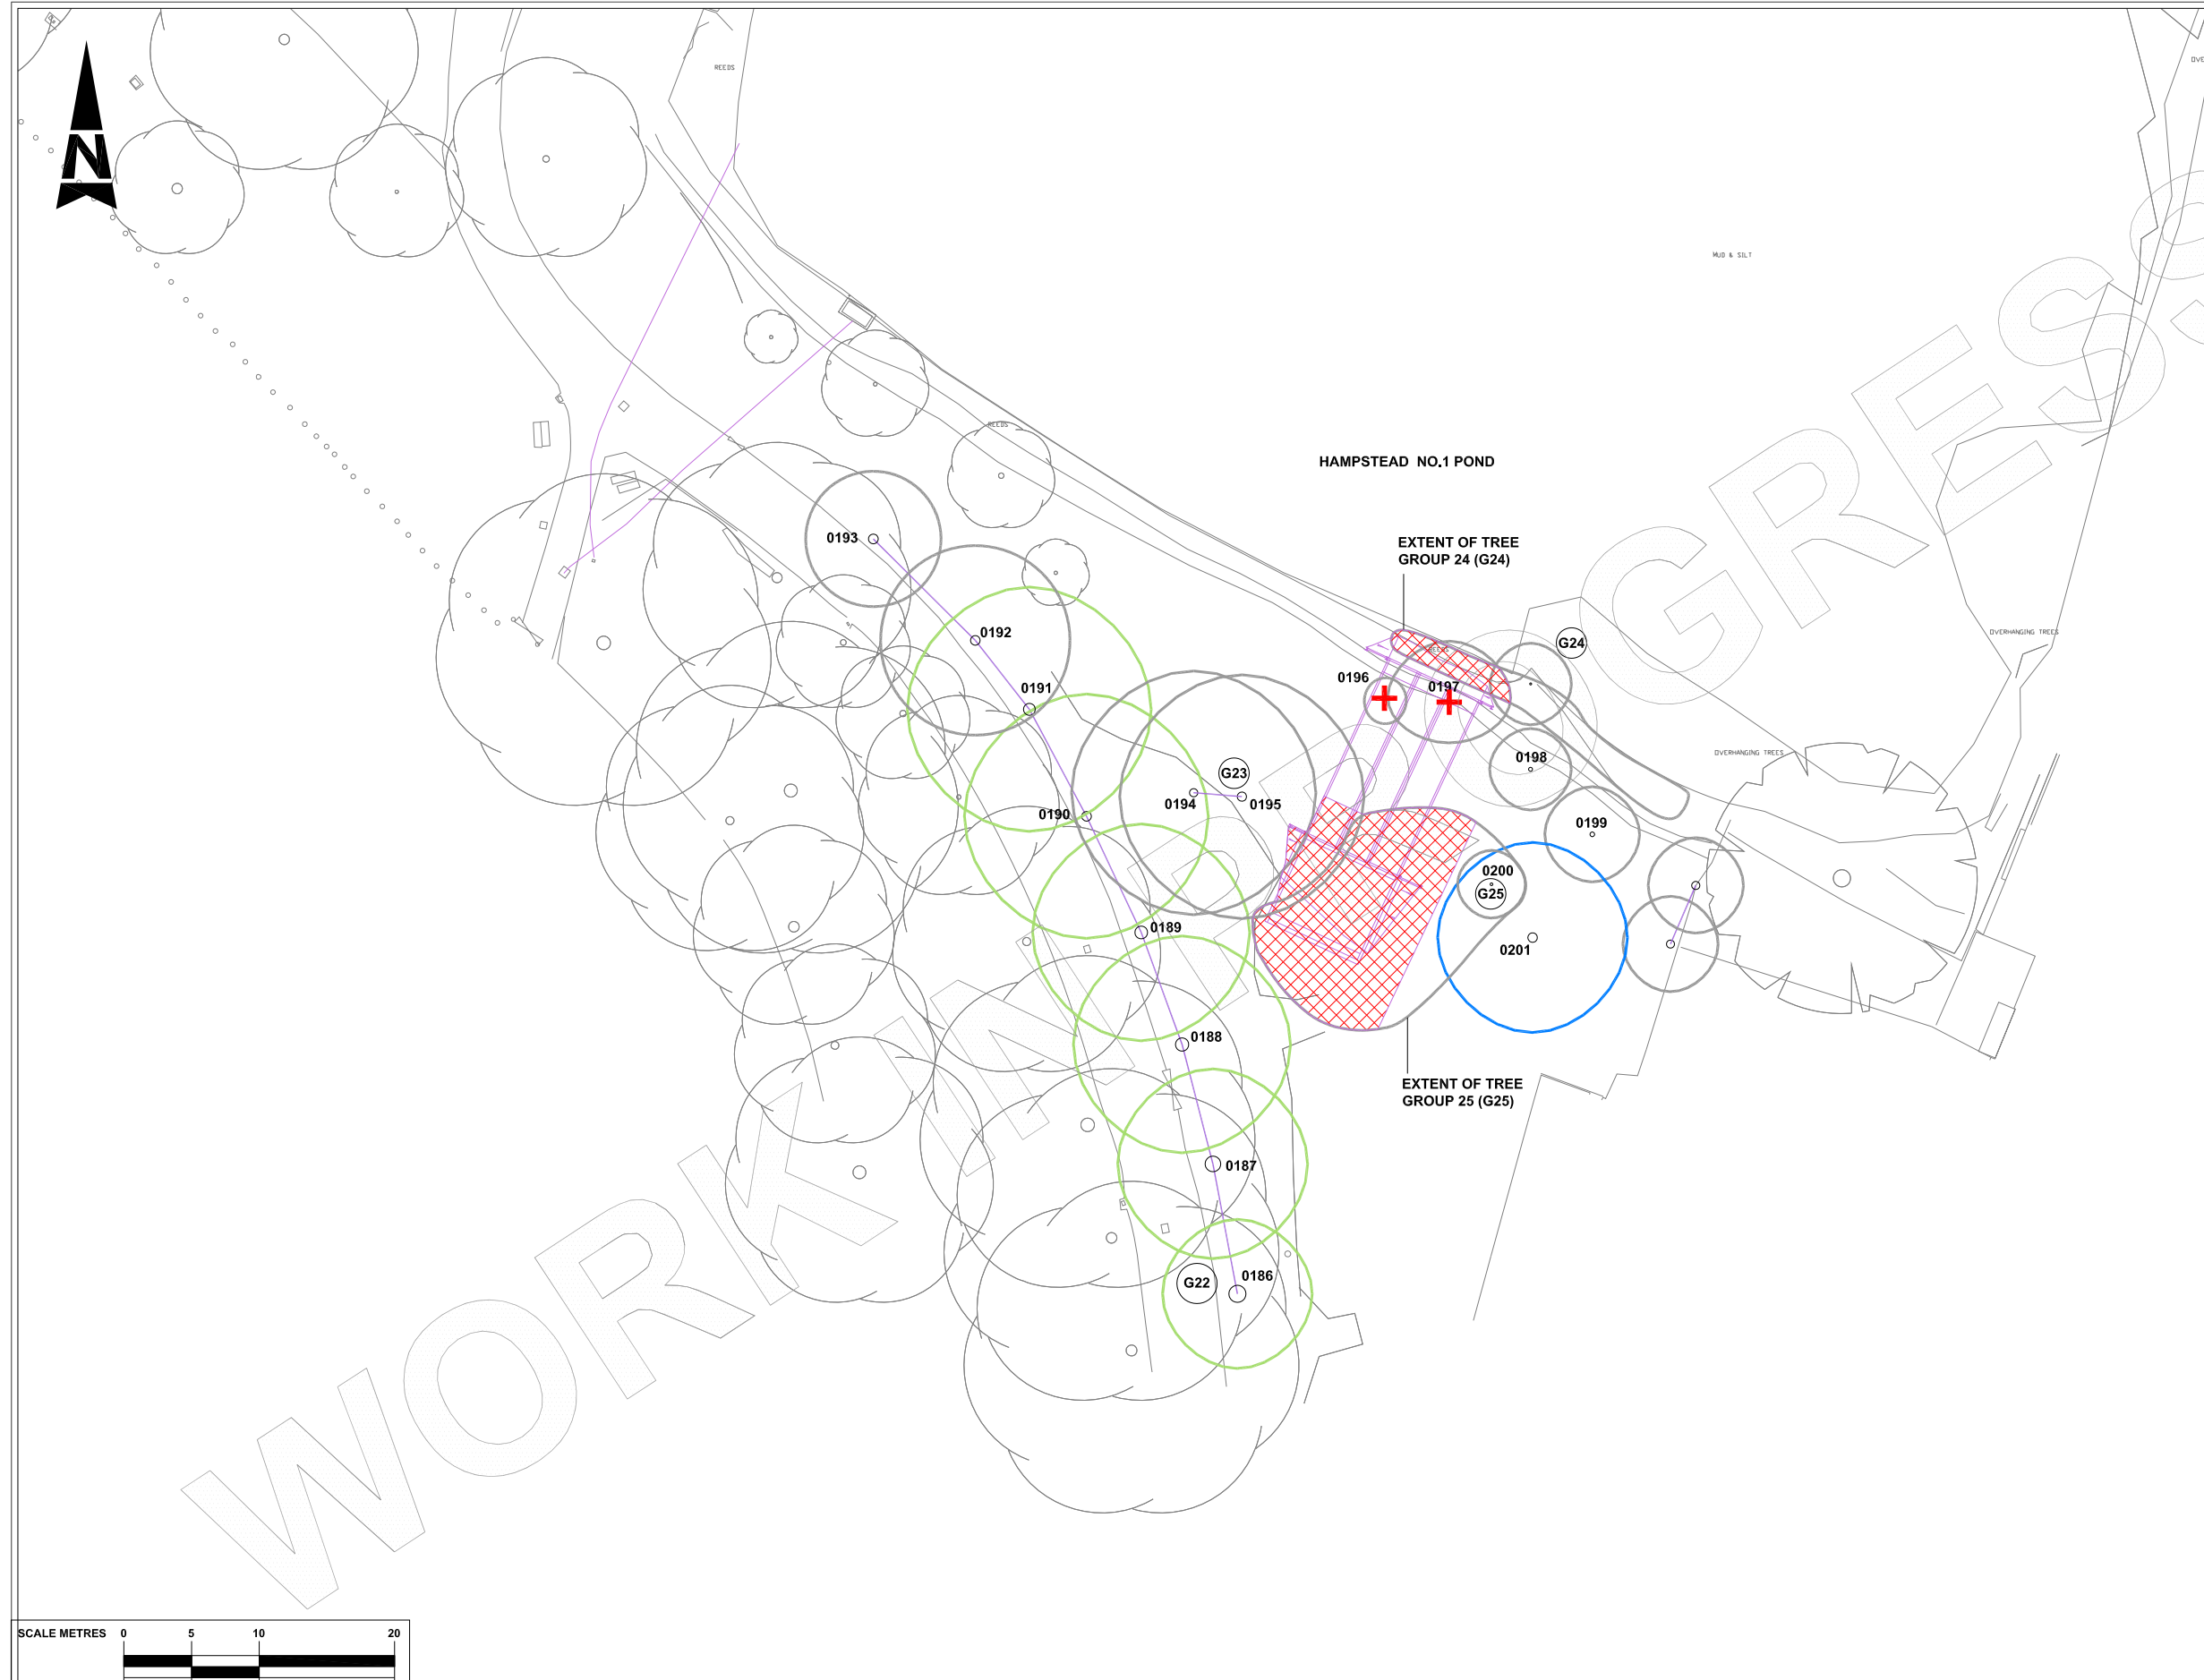 REEDS
OVE
N
MUD & SILT
REEDS
HAMPSTEAD NO.1 POND
EXTENT OF TREE
GROUP 24 (G24)
0193
0192
G24
OVERHANGING TREES
REEDS
0191
0196
0197
OVERHANGING TREES
0198
G23
0194
0195
0190
0199
0200
G25
0189
0201
0188
EXTENT OF TREE
GROUP 25 (G25)
0187
G22
0186
WORK IN PROGRESS
SCALE METRES 0 5 10 20